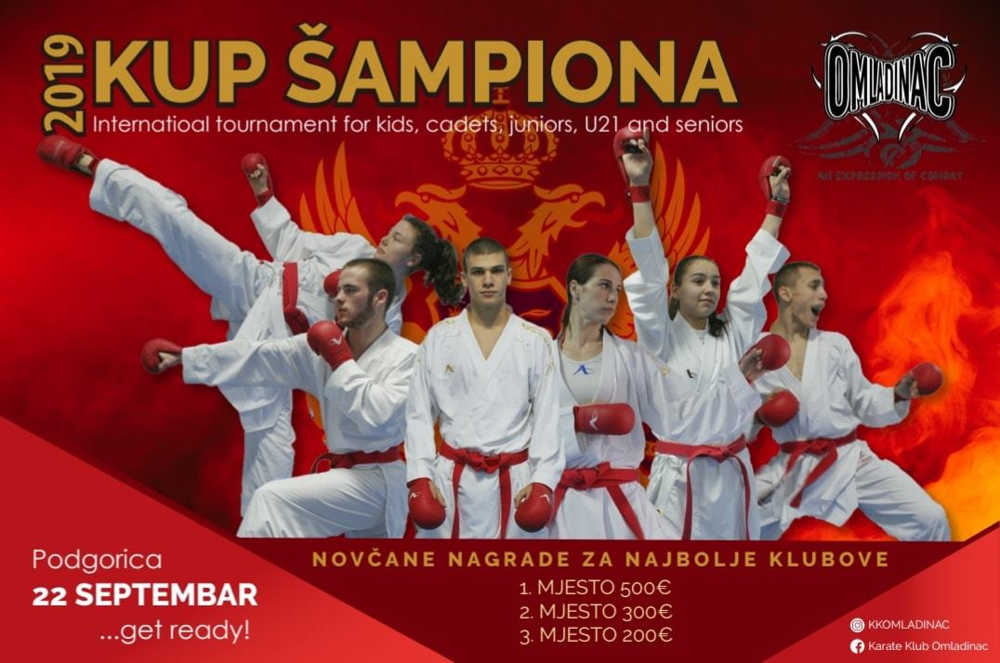 2019
KUP ŠAMPIONA
Internatioal tournament for kids, cadets, juniors, U21 and seniors
OMLADINAC
AN EXPRESSION OF COMBAT
Podgorica
22 SEPTEMBAR
...get ready!
NOVČANE NAGRADE ZA NAJBOLJE KLUBOVE
1. MJESTO 500€
2. MJESTO 300€
3. MJESTO 200€
KKOMLADINAC
Karate Klub Omladinac